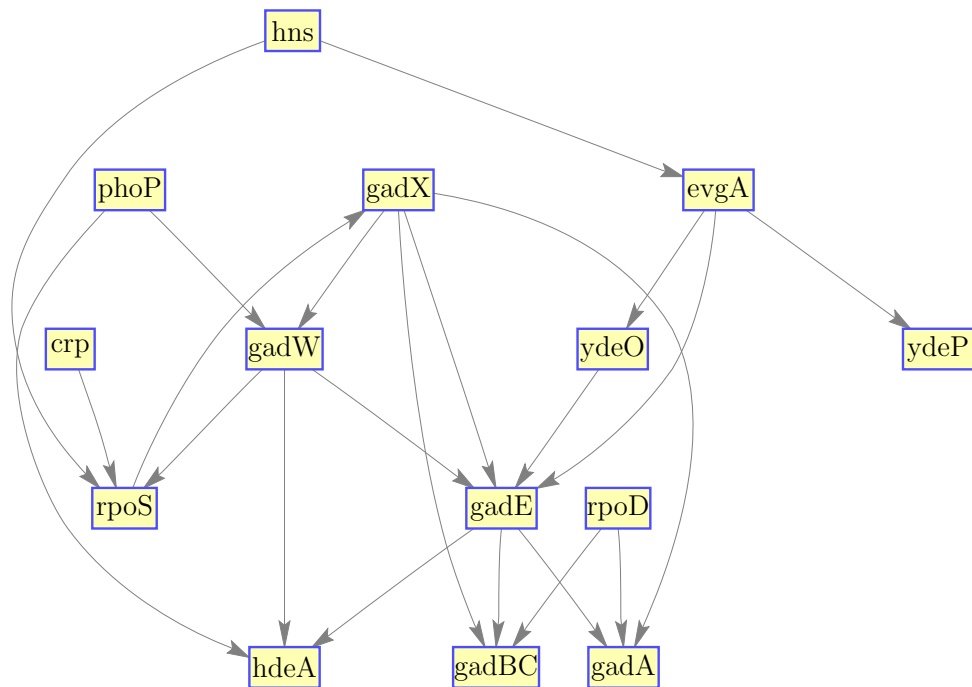 hns
phoP
gadX
evgA
crp
gadW
ydeO
ydeP
rpoS
gadE
rpoD
hdeA
gadBC
gadA